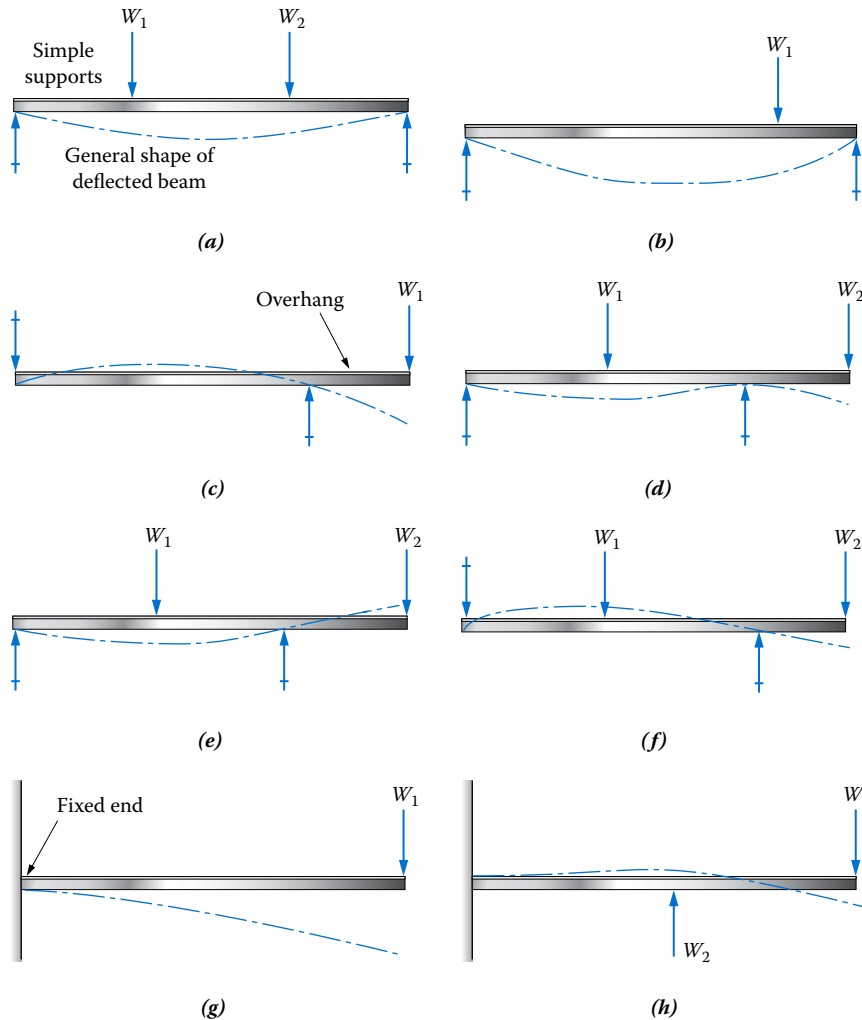 W1
W2
Simple
supports
General shape of
deflected beam
(a)
W1
(b)
Overhang
W1
(c)
W1
W2
(d)
W1
W2
(e)
W1
W2
(f)
Fixed end
W1
(g)
W
W2
(h)